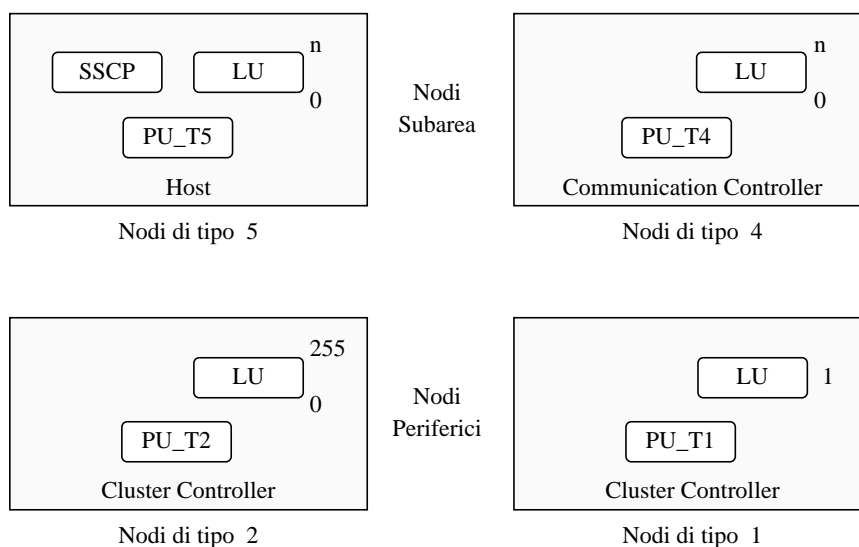 n
SSCP
LU
0
PU_T5
Host
Nodi di tipo 5
Nodi
Subarea
n
LU
0
PU_T4
Communication Controller
Nodi di tipo 4
255
LU
0
PU_T2
Cluster Controller
Nodi di tipo 2
Nodi
Periferici
LU
1
PU_T1
Cluster Controller
Nodi di tipo 1